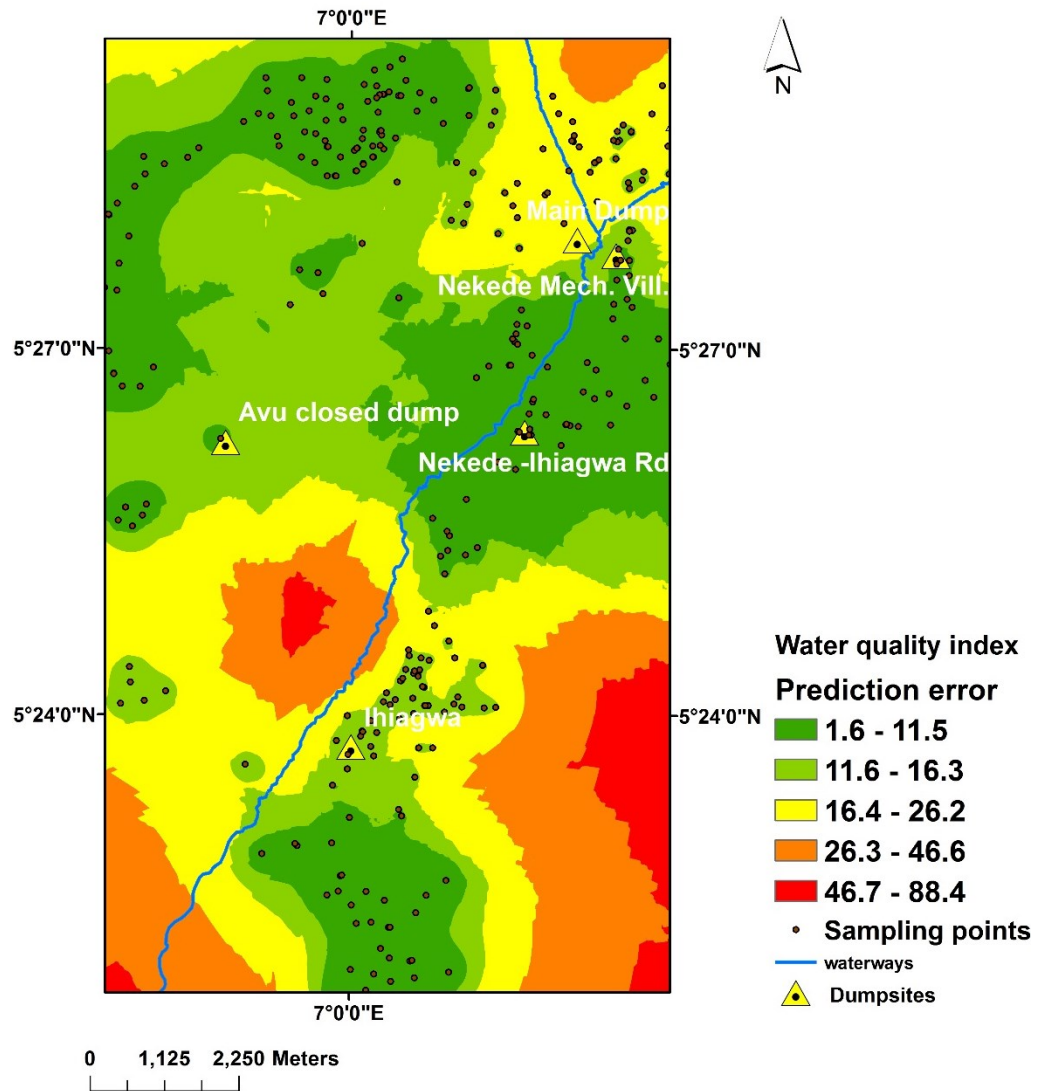 7°0'0"E
N
Main Dump
Nekede Mech. Vill.
5°27'0"N
5°27'0"N
Avu closed dump
Nekede -Ihiagwa Rd
Water quality index
Prediction error
5°24'0"N
Ihiagwa
5°24'0"N
1.6 - 11.5
11.6 - 16.3
16.4 - 26.2
26.3 - 46.6
46.7 - 88.4
Sampling points
waterways
Dumpsites
7°0'0"E
0 1,125 2,250 Meters